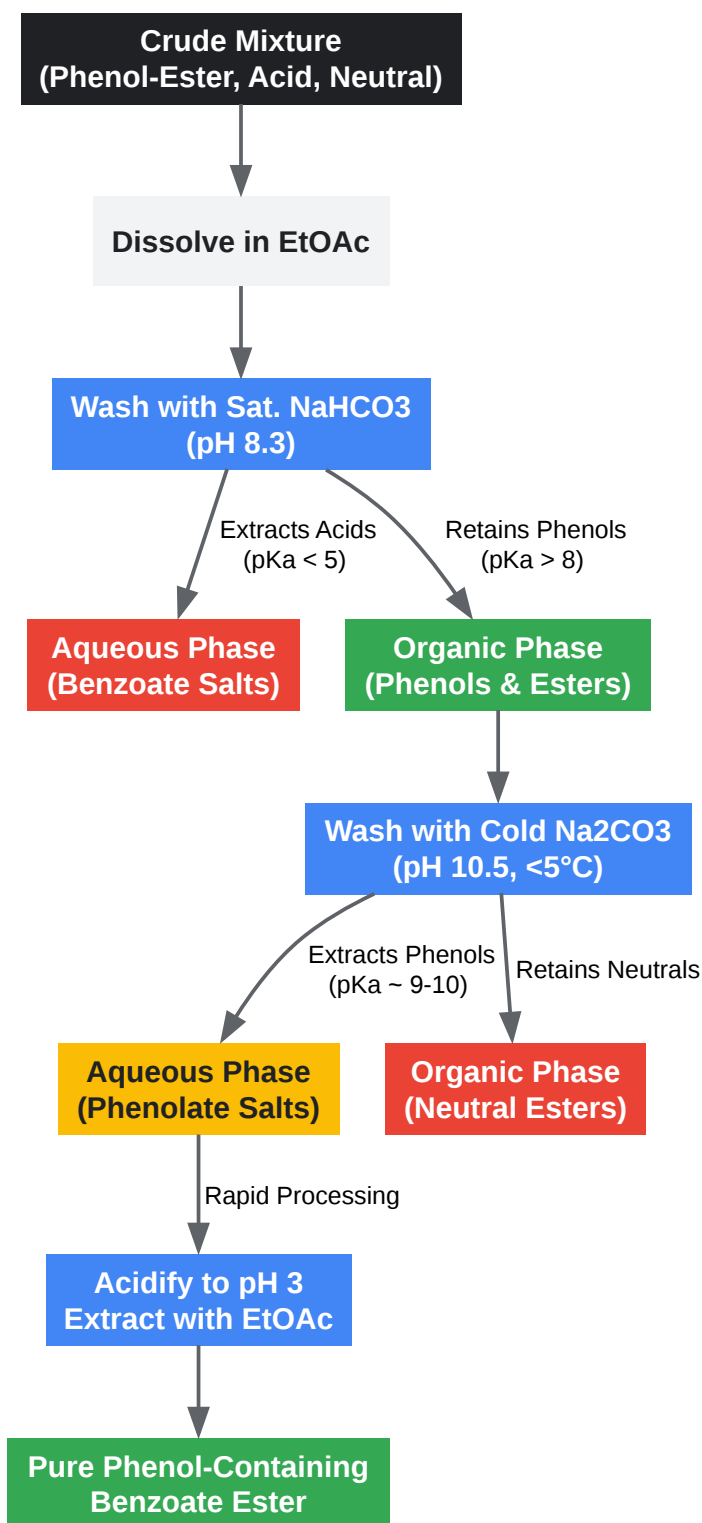 Crude Mixture
(Phenol-Ester, Acid, Neutral)
Dissolve in EtOAc
Wash with Sat. NaHCO3
(pH 8.3)
Extracts Acids
(pKa < 5)
Retains Phenols
(pKa > 8)
Aqueous Phase
(Benzoate Salts)
Organic Phase
(Phenols & Esters)
Wash with Cold Na2CO3
(pH 10.5, <5°C)
Extracts Phenols
(pKa ~ 9-10)
Retains Neutrals
Aqueous Phase
(Phenolate Salts)
Organic Phase
(Neutral Esters)
Rapid Processing
Acidify to pH 3
Extract with EtOAc
Pure Phenol-Containing
Benzoate Ester